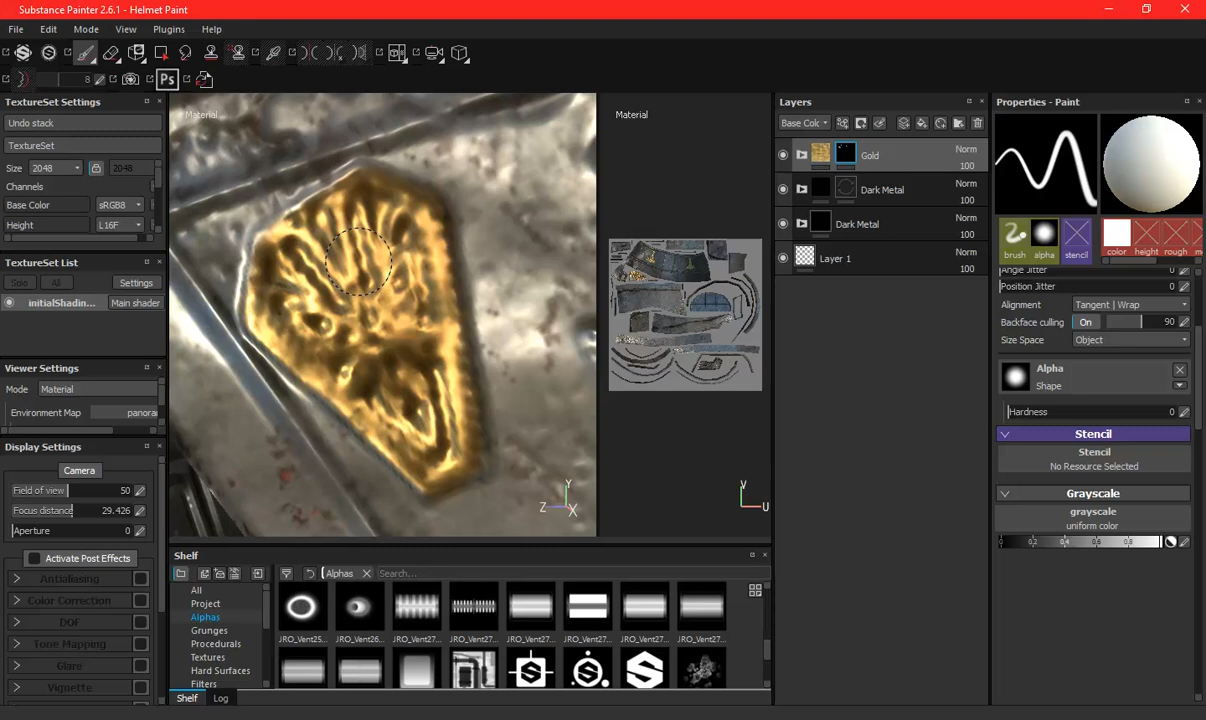 Substance Painter 2.6.1 - Helmet Paint
File Edit Mode View Plugins Help
8
Ps
TextureSet Settings
Undo stack
TextureSet
Size 2048 2048
Channels
Base Color sRGB8
Height L16F
TextureSet List
Solo All Settings
initialShadin... Main shader
Viewer Settings
Mode Material
Environment Map panora
Display Settings
Camera
Field of view 50
Focus distance 29.426
Aperture 0
Activate Post Effects
Antialiasing
Color Correction
DOF
Tone Mapping
Glare
Vignette
Material
Y
Z X
Material
V
U
Shelf
Alphas Search...
All
Project
Alphas
Grunges
Procedurals
Textures
Hard Surfaces
Filters
JRO_Vent25... JRO_Vent26... JRO_Vent27... JRO_Vent27... JRO_Vent27... JRO_Vent27... JRO_Vent27... JRO_Vent27...
Shelf Log
Layers
Base Colc
Gold Norm
100
Dark Metal Norm
100
Dark Metal Norm
100
Layer 1 Norm
100
Properties - Paint
brush alpha stencil color height rough m
Angle Jitter 0
Position Jitter 0
Alignment Tangent | Wrap
Backface culling On 90
Size Space Object
Alpha
Shape
Hardness 0
Stencil
Stencil
No Resource Selected
Grayscale
grayscale
uniform color
0 0,2 0,4 0,6 0,8